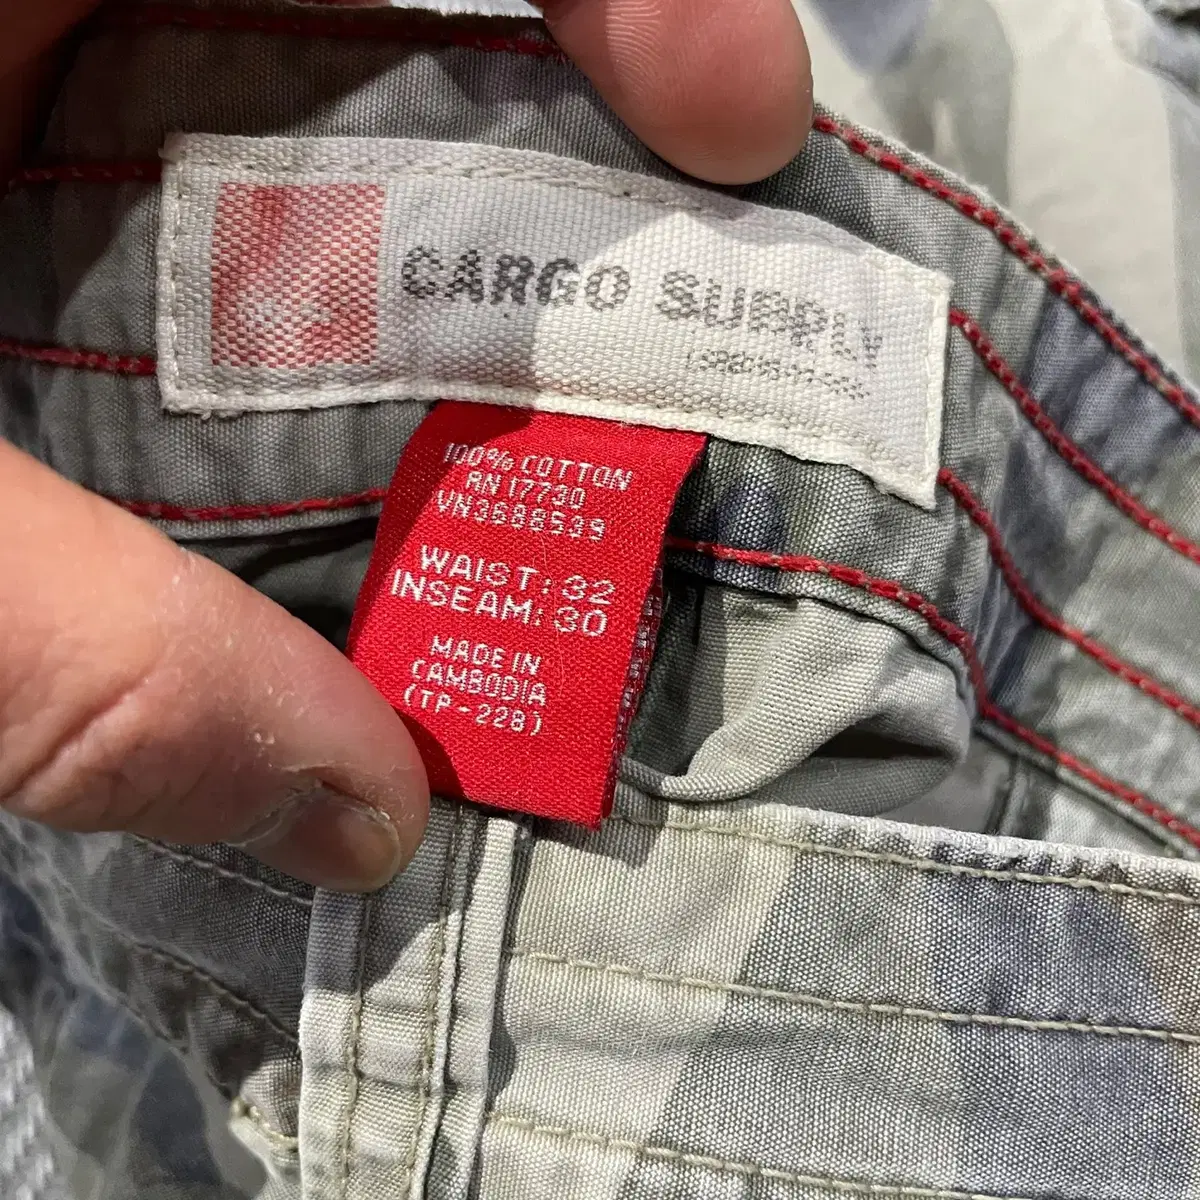 CARGO SUPPLY
100% COTTON
RN 17730
VN3688539
WAIST: 32
INSEAM: 30
MADE IN
CAMBODIA
(TP-228)